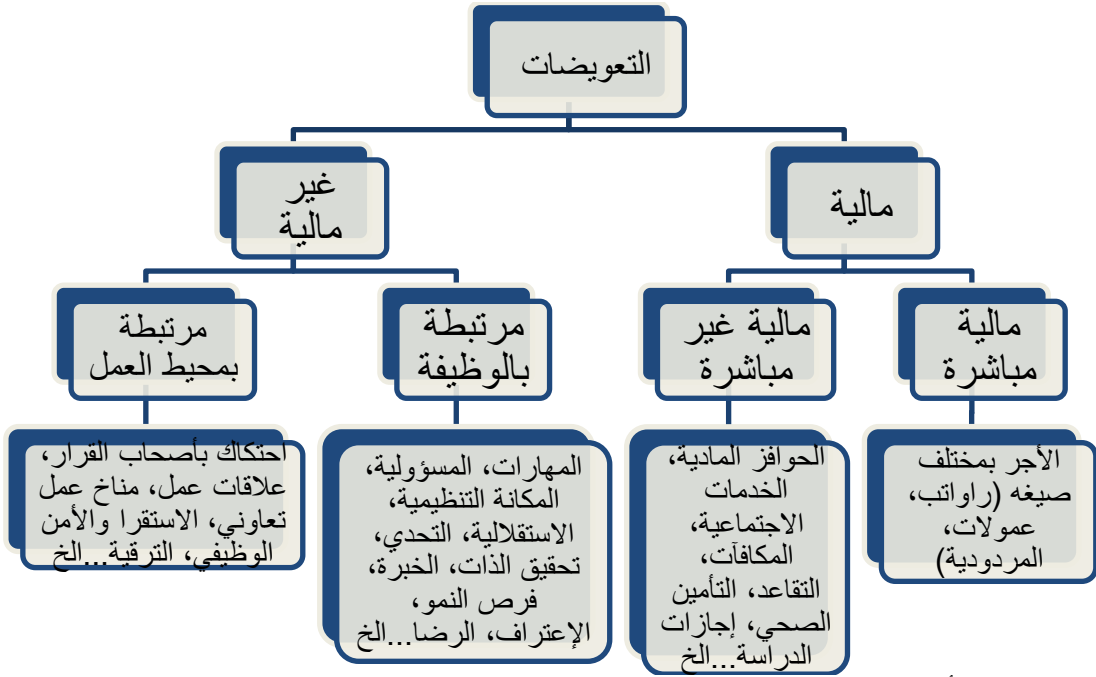 التعويضات
مالية
غير
مالية
مالية
مباشرة
مالية غير
مباشرة
مرتبطة
بالوظيفة
مرتبطة
بمحيط العمل
الأجر بمختلف
صيغه (راواتب،
عمولات،
المردودية)
الحوافز المادية،
الخدمات
الاجتماعية،
المكافآت،
التقاعد، التأمين
الصحي، إجازات
الدراسة...الخ
المهارات، المسؤولية،
المكانة التنظيمية،
الاستقلالية، التحدي،
تحقيق الذات، الخبرة،
فرص النمو،
الإعتراف، الرضا...الخ
احتكاك بأصحاب القرار،
علاقات عمل، مناخ عمل
تعاوني، الاستقرا والأمن
الوظيفي، الترقية...الخ